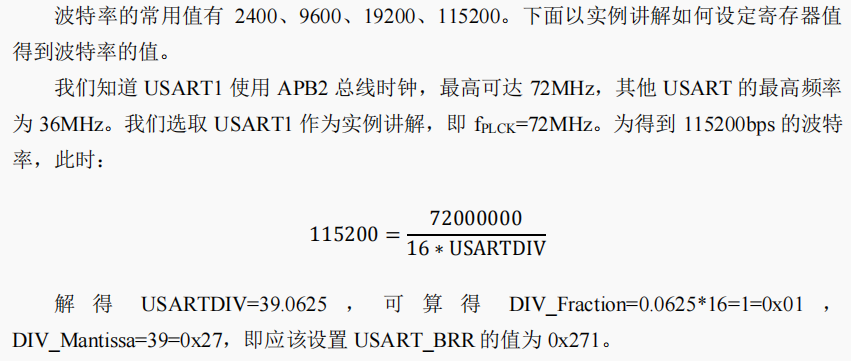 波特率的常用值有 2400、9600、19200、115200。下面以实例讲解如何设定寄存器值
得到波特率的值。
我们知道 USART1 使用 APB2 总线时钟，最高可达 72MHz，其他 USART 的最高频率
为 36MHz。我们选取 USART1 作为实例讲解，即 fPLCK=72MHz。为得到 115200bps 的波特
率，此时：
115200 = 72000000 / 16 ∗ USARTDIV
解得 USARTDIV=39.0625，可算得 DIV_Fraction=0.0625*16=1=0x01，
DIV_Mantissa=39=0x27，即应该设置 USART_BRR 的值为 0x271。